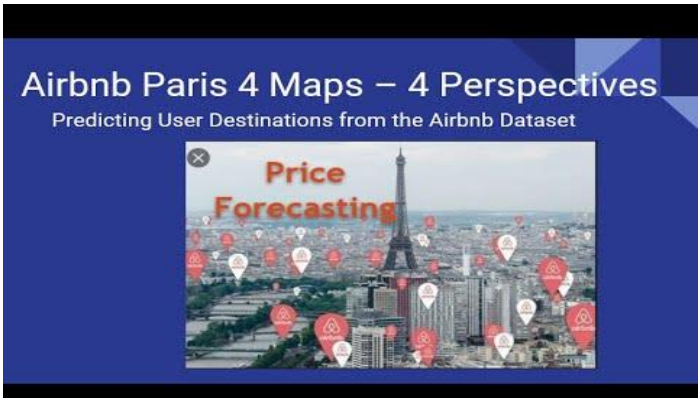 Airbnb Paris 4 Maps – 4 Perspectives
Predicting User Destinations from the Airbnb Dataset
Price
Forecasting